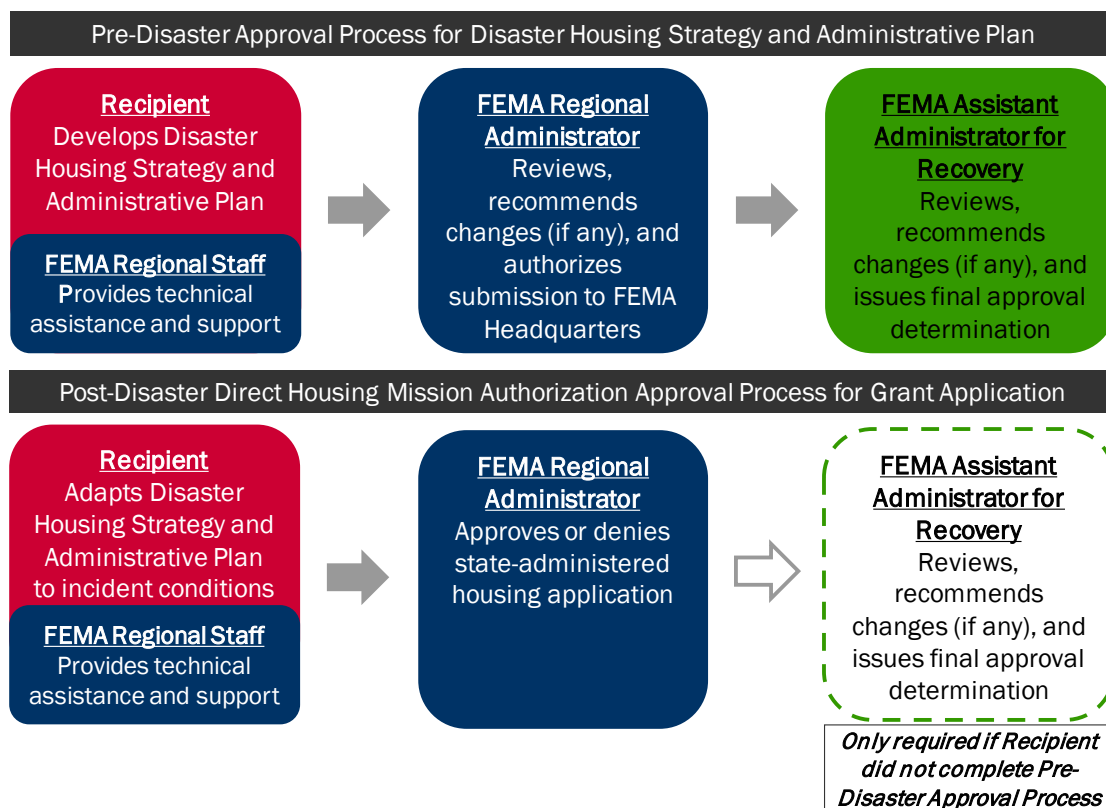 Pre-Disaster Approval Process for Disaster Housing Strategy and Administrative Plan
Recipient
Develops Disaster
Housing Strategy and
Administrative Plan
FEMA Regional Staff
Provides technical
assistance and support
FEMA Regional
Administrator
Reviews,
recommends
changes (if any), and
authorizes
submission to FEMA
Headquarters
FEMA Assistant
Administrator for
Recovery
Reviews,
recommends
changes (if any), and
issues final approval
determination
Post-Disaster Direct Housing Mission Authorization Approval Process for Grant Application
Recipient
Adapts Disaster
Housing Strategy and
Administrative Plan
to incident conditions
FEMA Regional Staff
Provides technical
assistance and support
FEMA Regional
Administrator
Approves or denies
state-administered
housing application
FEMA Assistant
Administrator for
Recovery
Reviews,
recommends
changes (if any), and
issues final approval
determination
Only required if Recipient
did not complete Pre-
Disaster Approval Process